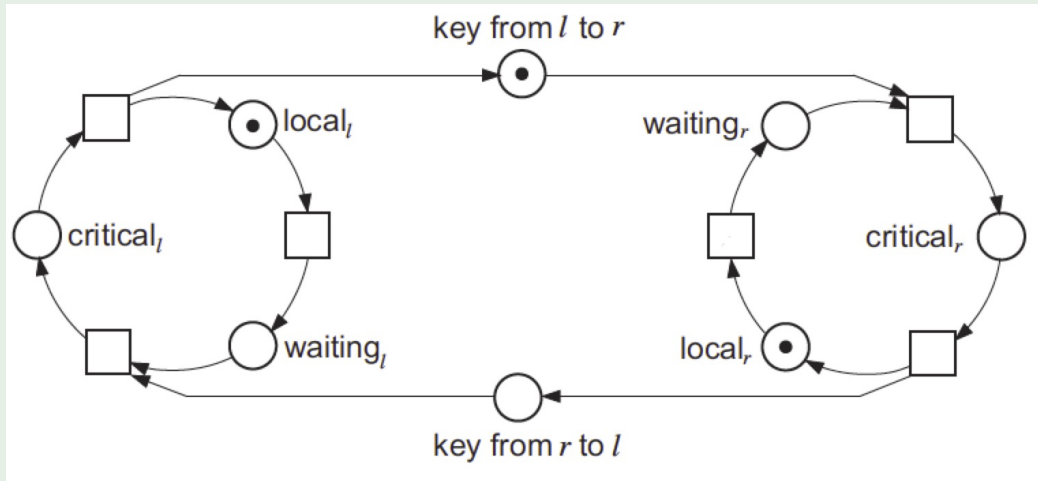 key from l to r
local_l
waiting_r
critical_l
critical_r
waiting_l
local_r
key from r to l